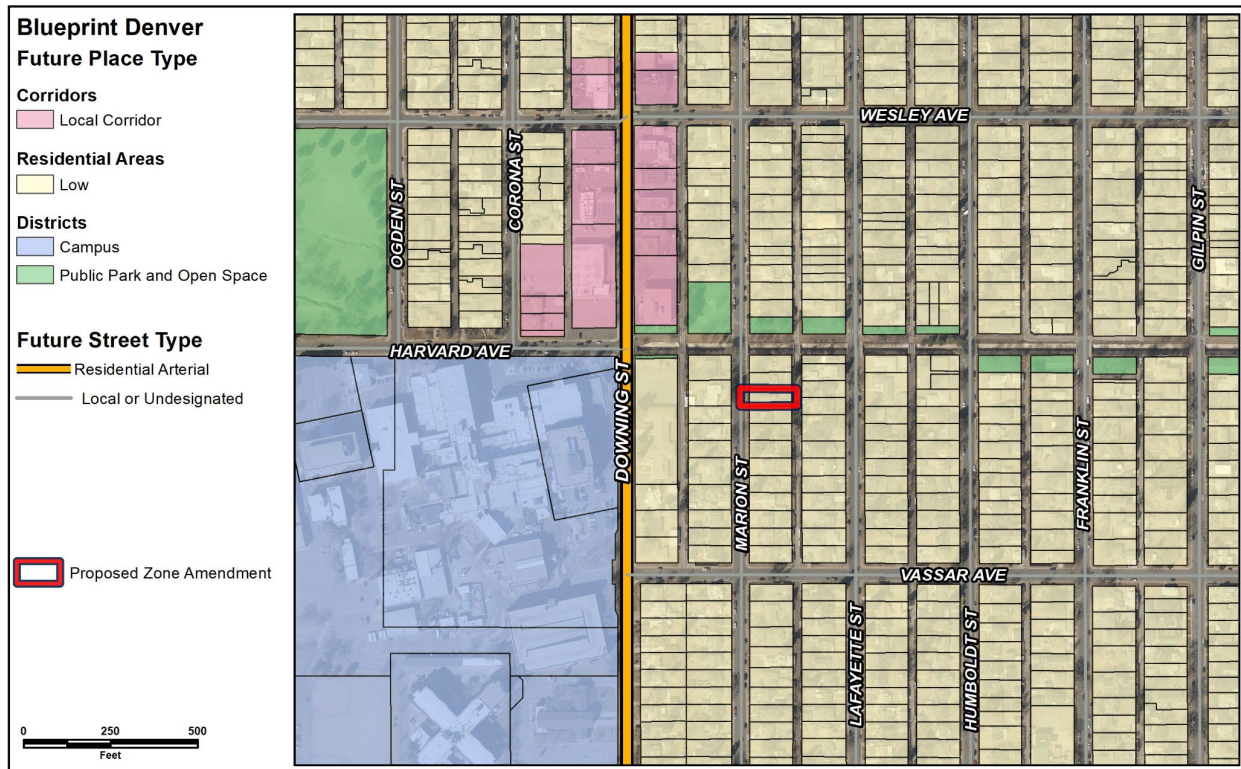 Blueprint Denver
Future Place Type
Corridors
Local Corridor
Residential Areas
Low
Districts
Campus
Public Park and Open Space
Future Street Type
Residential Arterial
Local or Undesignated
Proposed Zone Amendment
0 250 500
Feet
WESLEY AVE
OGDEN ST
CORONA ST
GILPIN ST
HARVARD AVE
DOWNING ST
MARION ST
FRANKLIN ST
VASSAR AVE
LAFAYETTE ST
HUMBOLDT ST